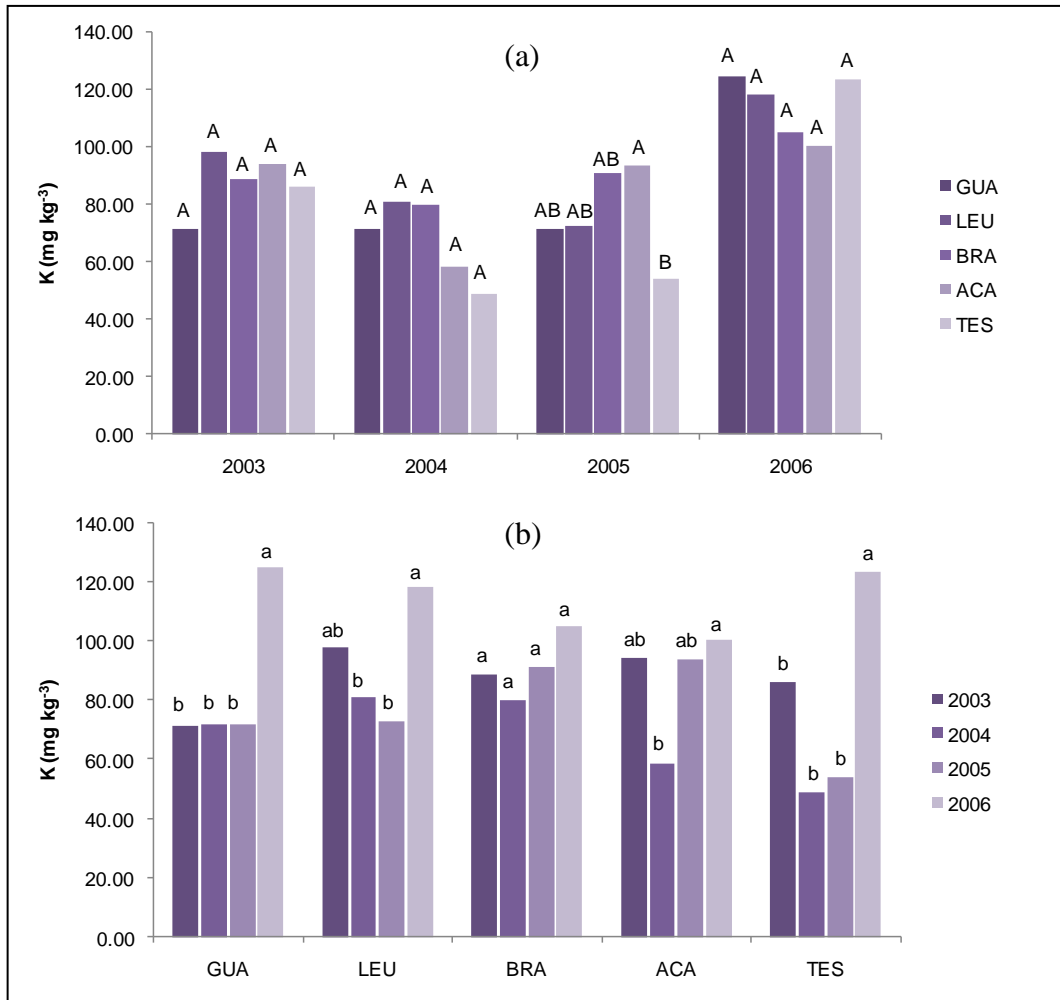 (a)
140.00
120.00
100.00
80.00
60.00
40.00
20.00
0.00
K (mg kg-3)
A A A A A
A A A A A
AB AB AB A B
A A A A A
2003 2004 2005 2006
GUA
LEU
BRA
ACA
TES
(b)
140.00
120.00
100.00
80.00
60.00
40.00
20.00
0.00
K (mg kg-3)
b b b a
ab b b a
a a a a
ab b ab a
b b b a
GUA LEU BRA ACA TES
2003
2004
2005
2006